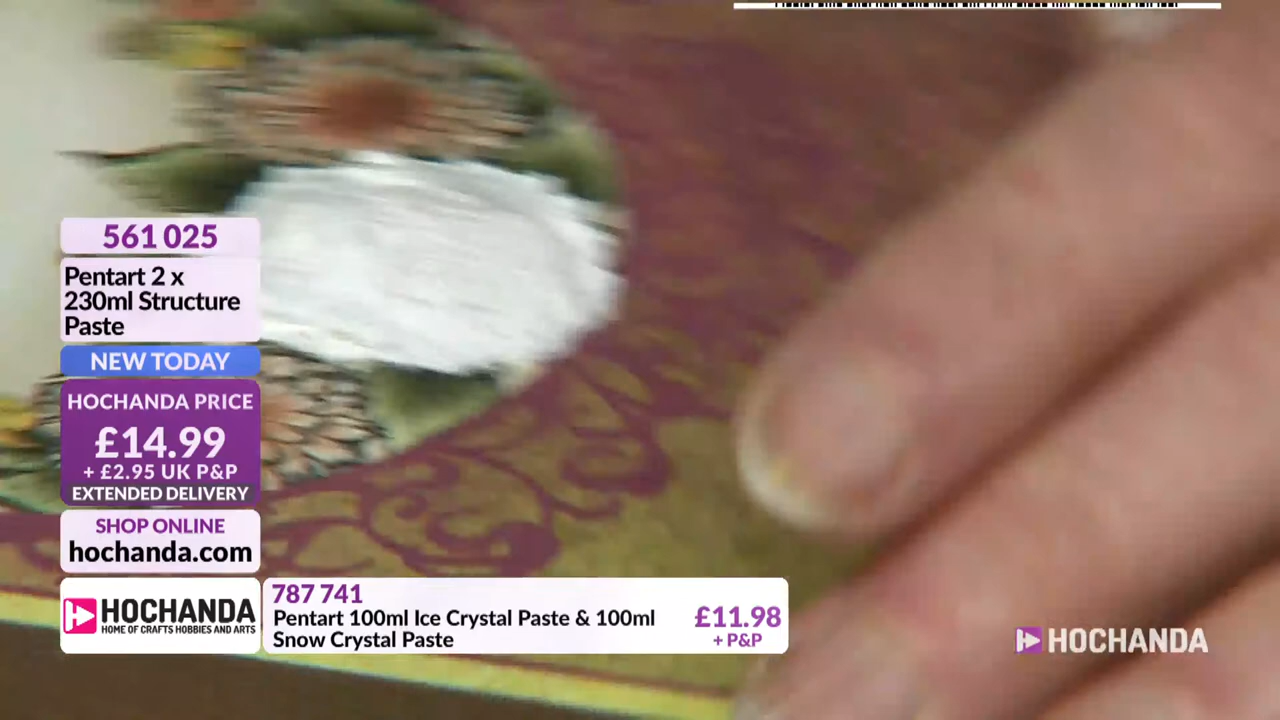 561 025
Pentart 2 x
230ml Structure
Paste
NEW TODAY
HOCHANDA PRICE
£14.99
+ £2.95 UK P&P
EXTENDED DELIVERY
SHOP ONLINE
hochanda.com
HOCHANDA
HOME OF CRAFTS HOBBIES AND ARTS
787 741
Pentart 100ml Ice Crystal Paste & 100ml
Snow Crystal Paste
£11.98
+ P&P
HOCHANDA